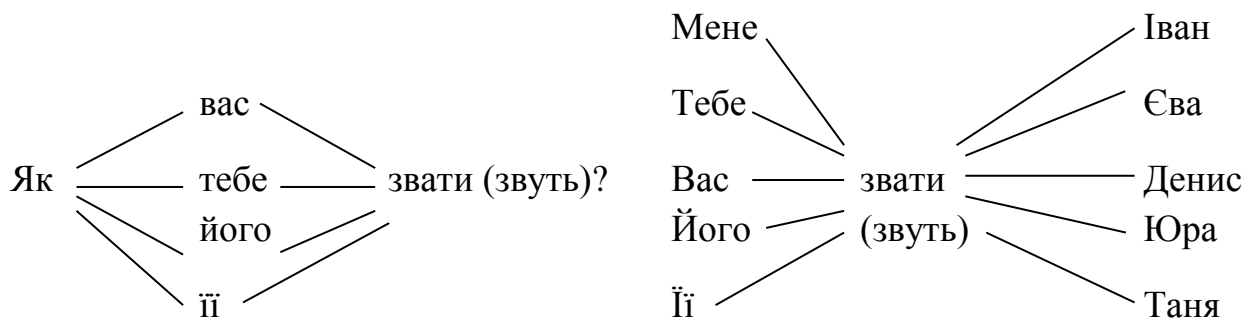 вас
Як тебе звати (звуть)?
його
її
Мене Іван
Тебе Єва
Вас звати Денис
Його (звуть) Юра
Її Таня